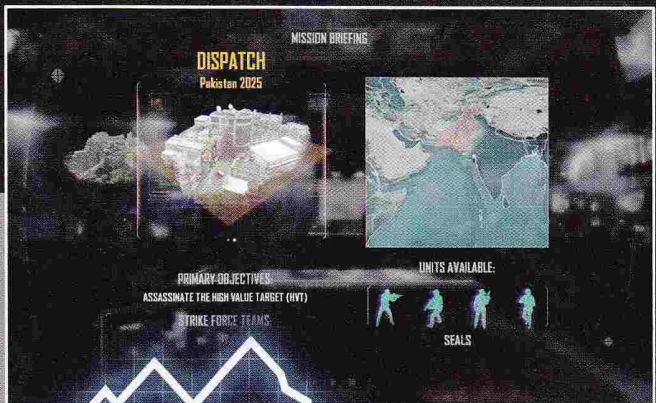 MISSION BRIEFING
DISPATCH
Pakistan 2025
PRIMARY OBJECTIVES:
ASSASSINATE THE HIGH VALUE TARGET (HVT)
STRIKE FORCE TEAMS:
UNITS AVAILABLE:
SEALS